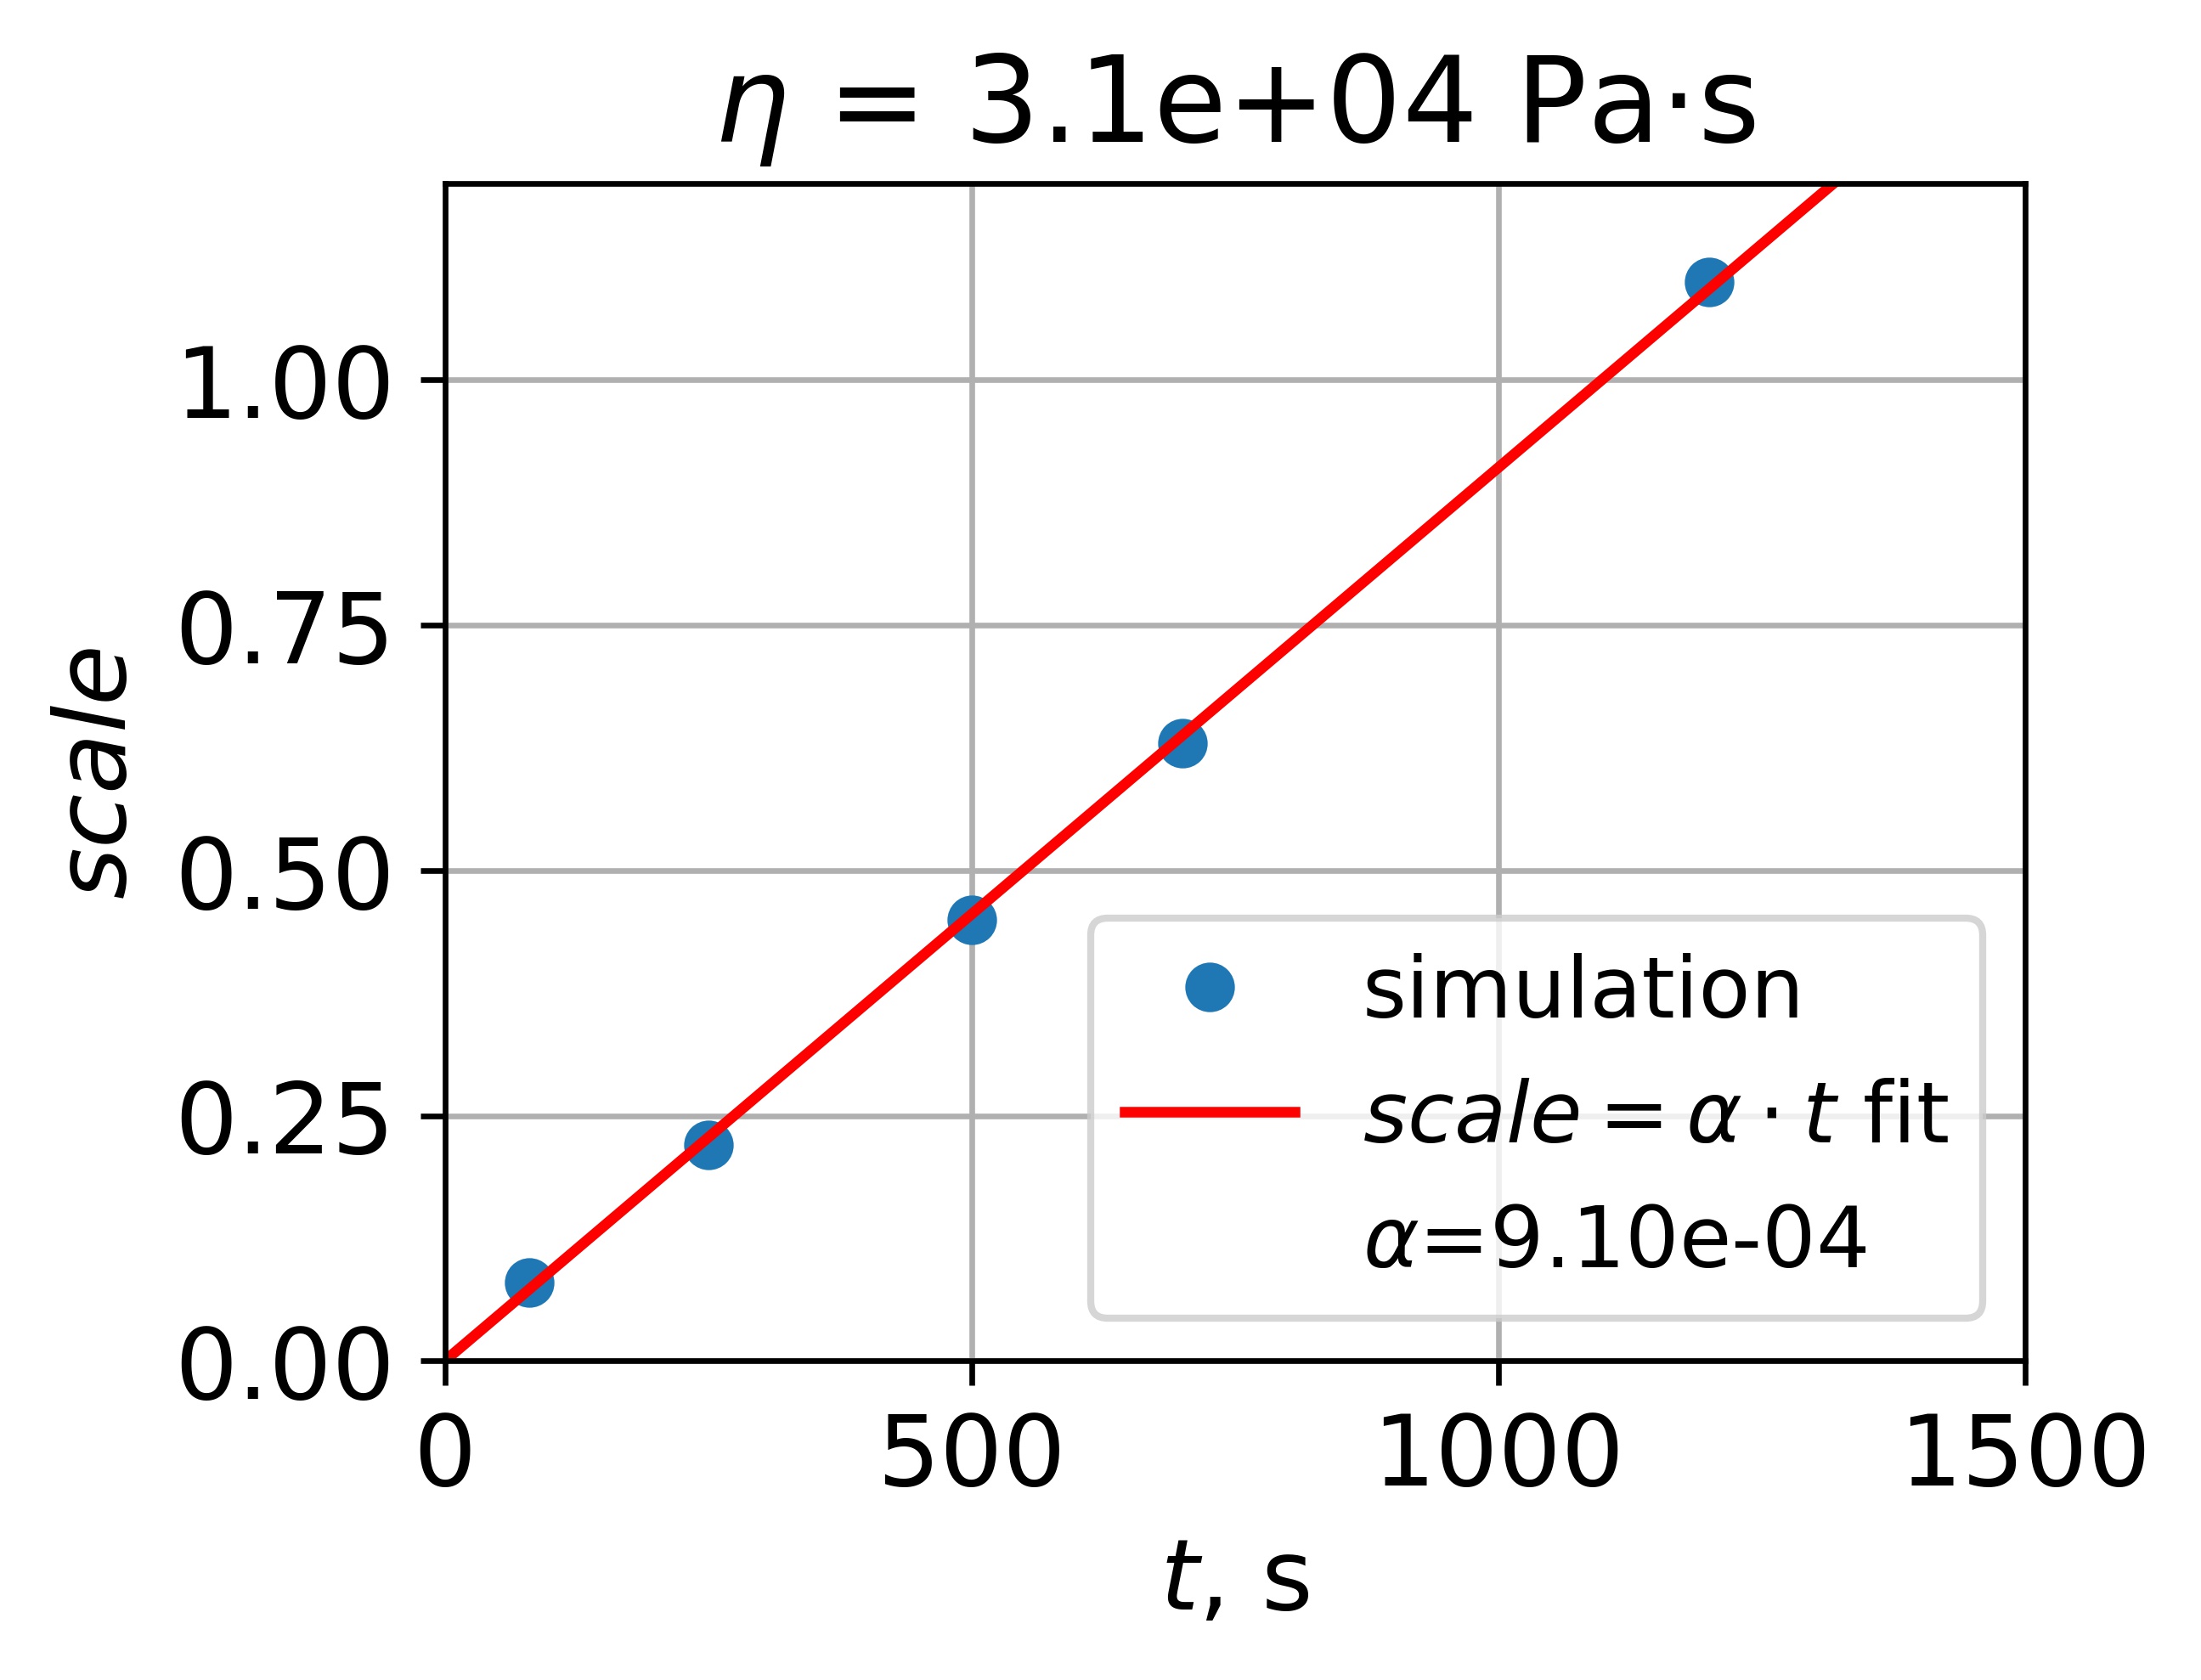 η = 3.1e+04 Pa·s
scale
1.00
0.75
0.50
0.25
0.00
simulation
scale = α · t fit
α=9.10e-04
0
500
1000
1500
t, s